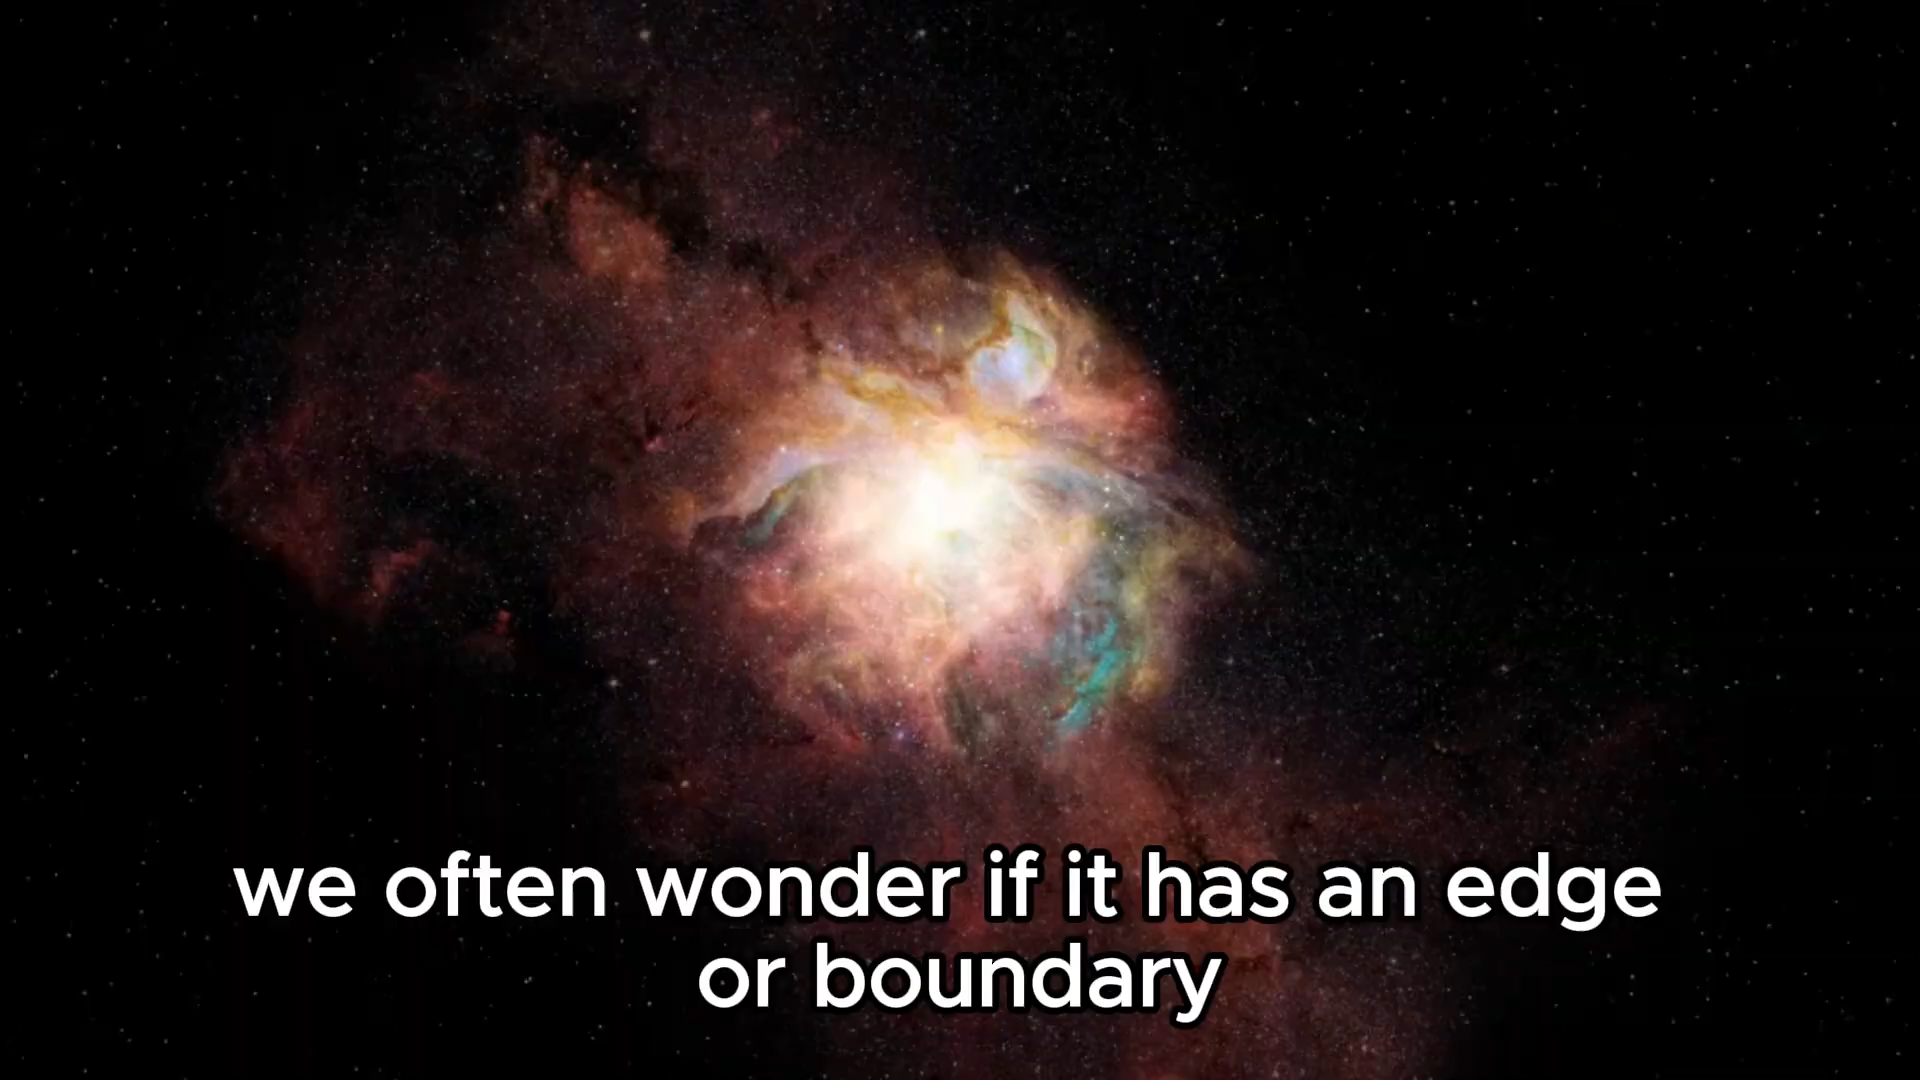 we often wonder if it has an edge
or boundary